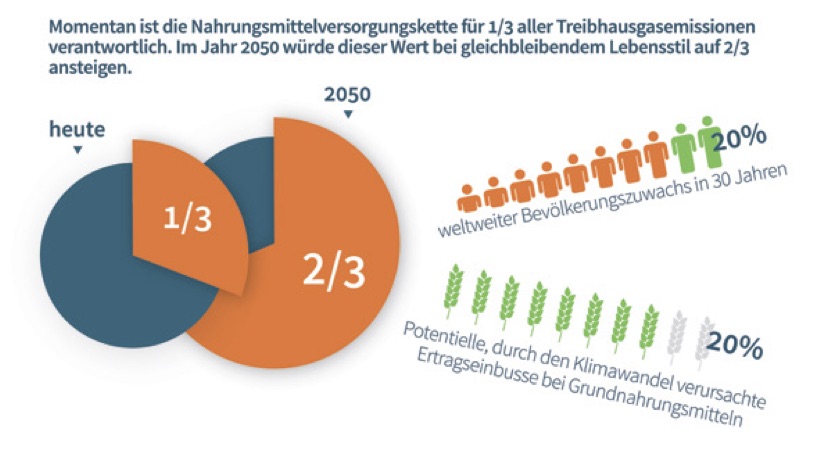 Momentan ist die Nahrungsmittelversorgungskette für 1/3 aller Treibhausgasemissionen
verantwortlich. Im Jahr 2050 würde dieser Wert bei gleichbleibendem Lebensstil auf 2/3
ansteigen.
2050
heute
1/3
2/3
20%
weltweiter Bevölkerungszuwachs in 30 Jahren
20%
Potentielle, durch den Klimawandel verursachte
Ertragseinbusse bei Grundnahrungsmitteln